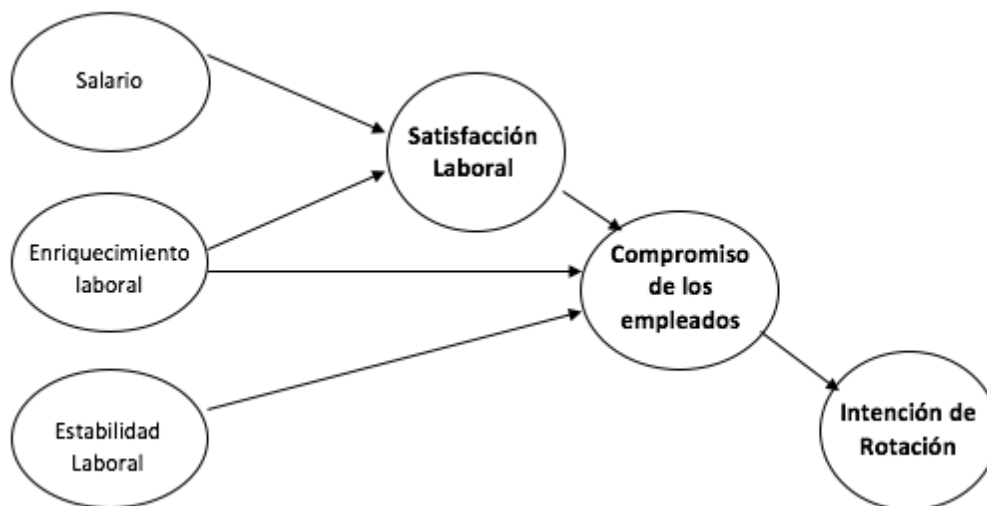 Salario
Satisfacción
Laboral
Enriquecimiento
laboral
Compromiso
de los
empleados
Estabilidad
Laboral
Intención de
Rotación